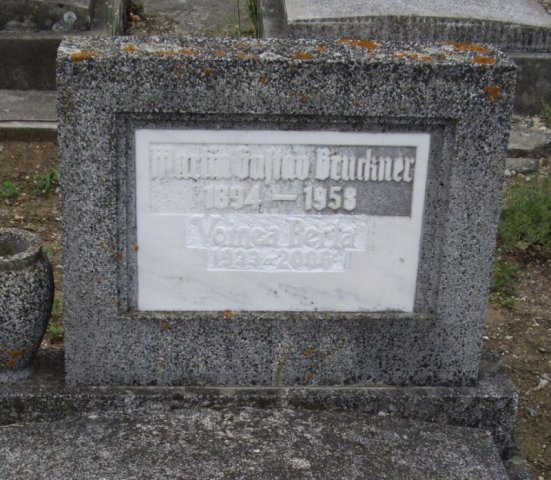 Martin Gustav Bruckner
1894 — 1958
Voinea Berta
1933-2006